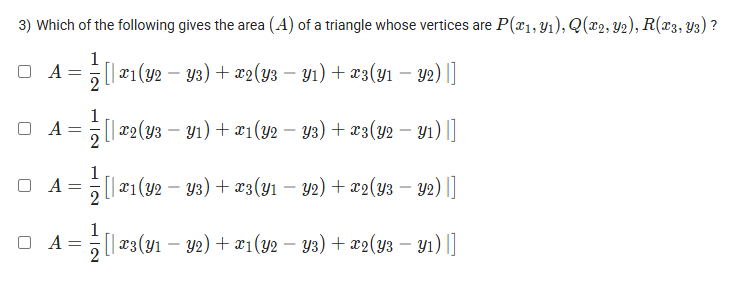 3) Which of the following gives the area (A) of a triangle whose vertices are P(x₁, y₁), Q(x₂, y₂), R(x₃, y₃) ?
☐ A = 1/2 [| x₁(y₂ − y₃) + x₂(y₃ − y₁) + x₃(y₁ − y₂) |]
☐ A = 1/2 [| x₂(y₃ − y₁) + x₁(y₂ − y₃) + x₃(y₂ − y₁) |]
☐ A = 1/2 [| x₁(y₂ − y₃) + x₃(y₁ − y₂) + x₂(y₃ − y₂) |]
☐ A = 1/2 [| x₃(y₁ − y₂) + x₁(y₂ − y₃) + x₂(y₃ − y₁) |]